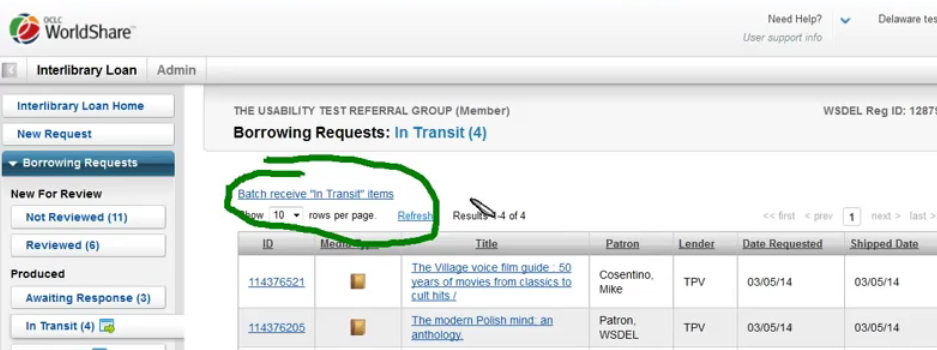 OCLC
WorldShare™
Need Help?
Delaware tes
User support info
Interlibrary Loan
Admin
Interlibrary Loan Home
New Request
Borrowing Requests
New For Review
Not Reviewed (11)
Reviewed (6)
Produced
Awaiting Response (3)
In Transit (4)
THE USABILITY TEST REFERRAL GROUP (Member)
WSDEL Reg ID: 12879
Borrowing Requests: In Transit (4)
Batch receive "In Transit" items
Show 10 rows per page. Refresh Results 1-4 of 4 << first < prev 1 next > last >
ID Media Type Title Patron Lender Date Requested Shipped Date
114376521 The Village voice film guide : 50 years of movies from classics to cult hits / Cosentino, Mike TPV 03/05/14 03/05/14
114376205 The modern Polish mind: an anthology. Patron, WSDEL TPV 03/05/14 03/05/14